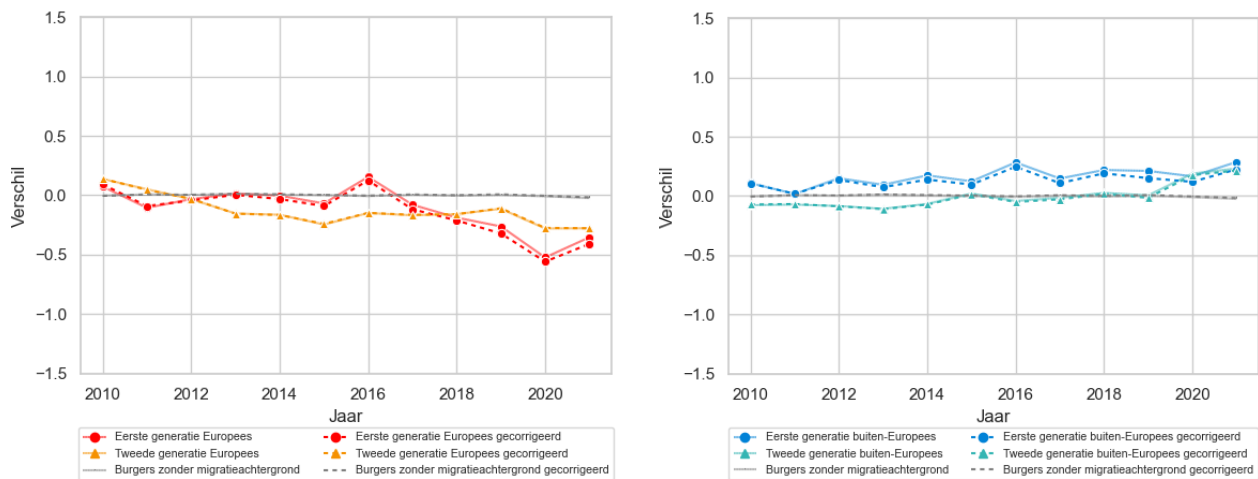 1.5
1.0
0.5
0.0
−0.5
−1.0
−1.5
Verschil
2010 2012 2014 2016 2018 2020
Jaar
Eerste generatie Europees Eerste generatie Europees gecorrigeerd
Tweede generatie Europees Tweede generatie Europees gecorrigeerd
Burgers zonder migratieachtergrond Burgers zonder migratieachtergrond gecorrigeerd
1.5
1.0
0.5
0.0
−0.5
−1.0
−1.5
Verschil
2010 2012 2014 2016 2018 2020
Jaar
Eerste generatie buiten-Europees Eerste generatie buiten-Europees gecorrigeerd
Tweede generatie buiten-Europees Tweede generatie buiten-Europees gecorrigeerd
Burgers zonder migratieachtergrond Burgers zonder migratieachtergrond gecorrigeerd